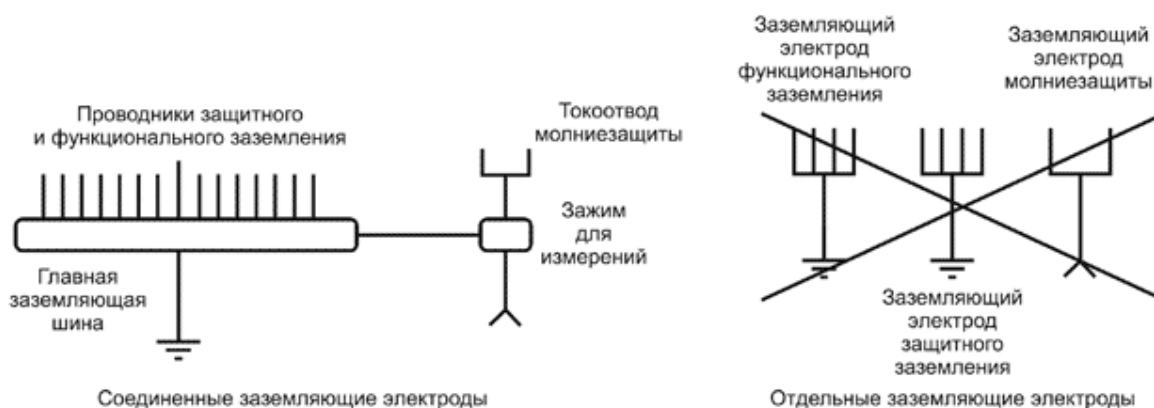 Проводники защитного
и функционального заземления
Токоотвод
молниезащиты
Зажим
для
измерений
Главная
заземляющая
шина
Соединенные заземляющие электроды
Заземляющий
электрод
функционального
заземления
Заземляющий
электрод
молниезащиты
Заземляющий
электрод
защитного
заземления
Отдельные заземляющие электроды